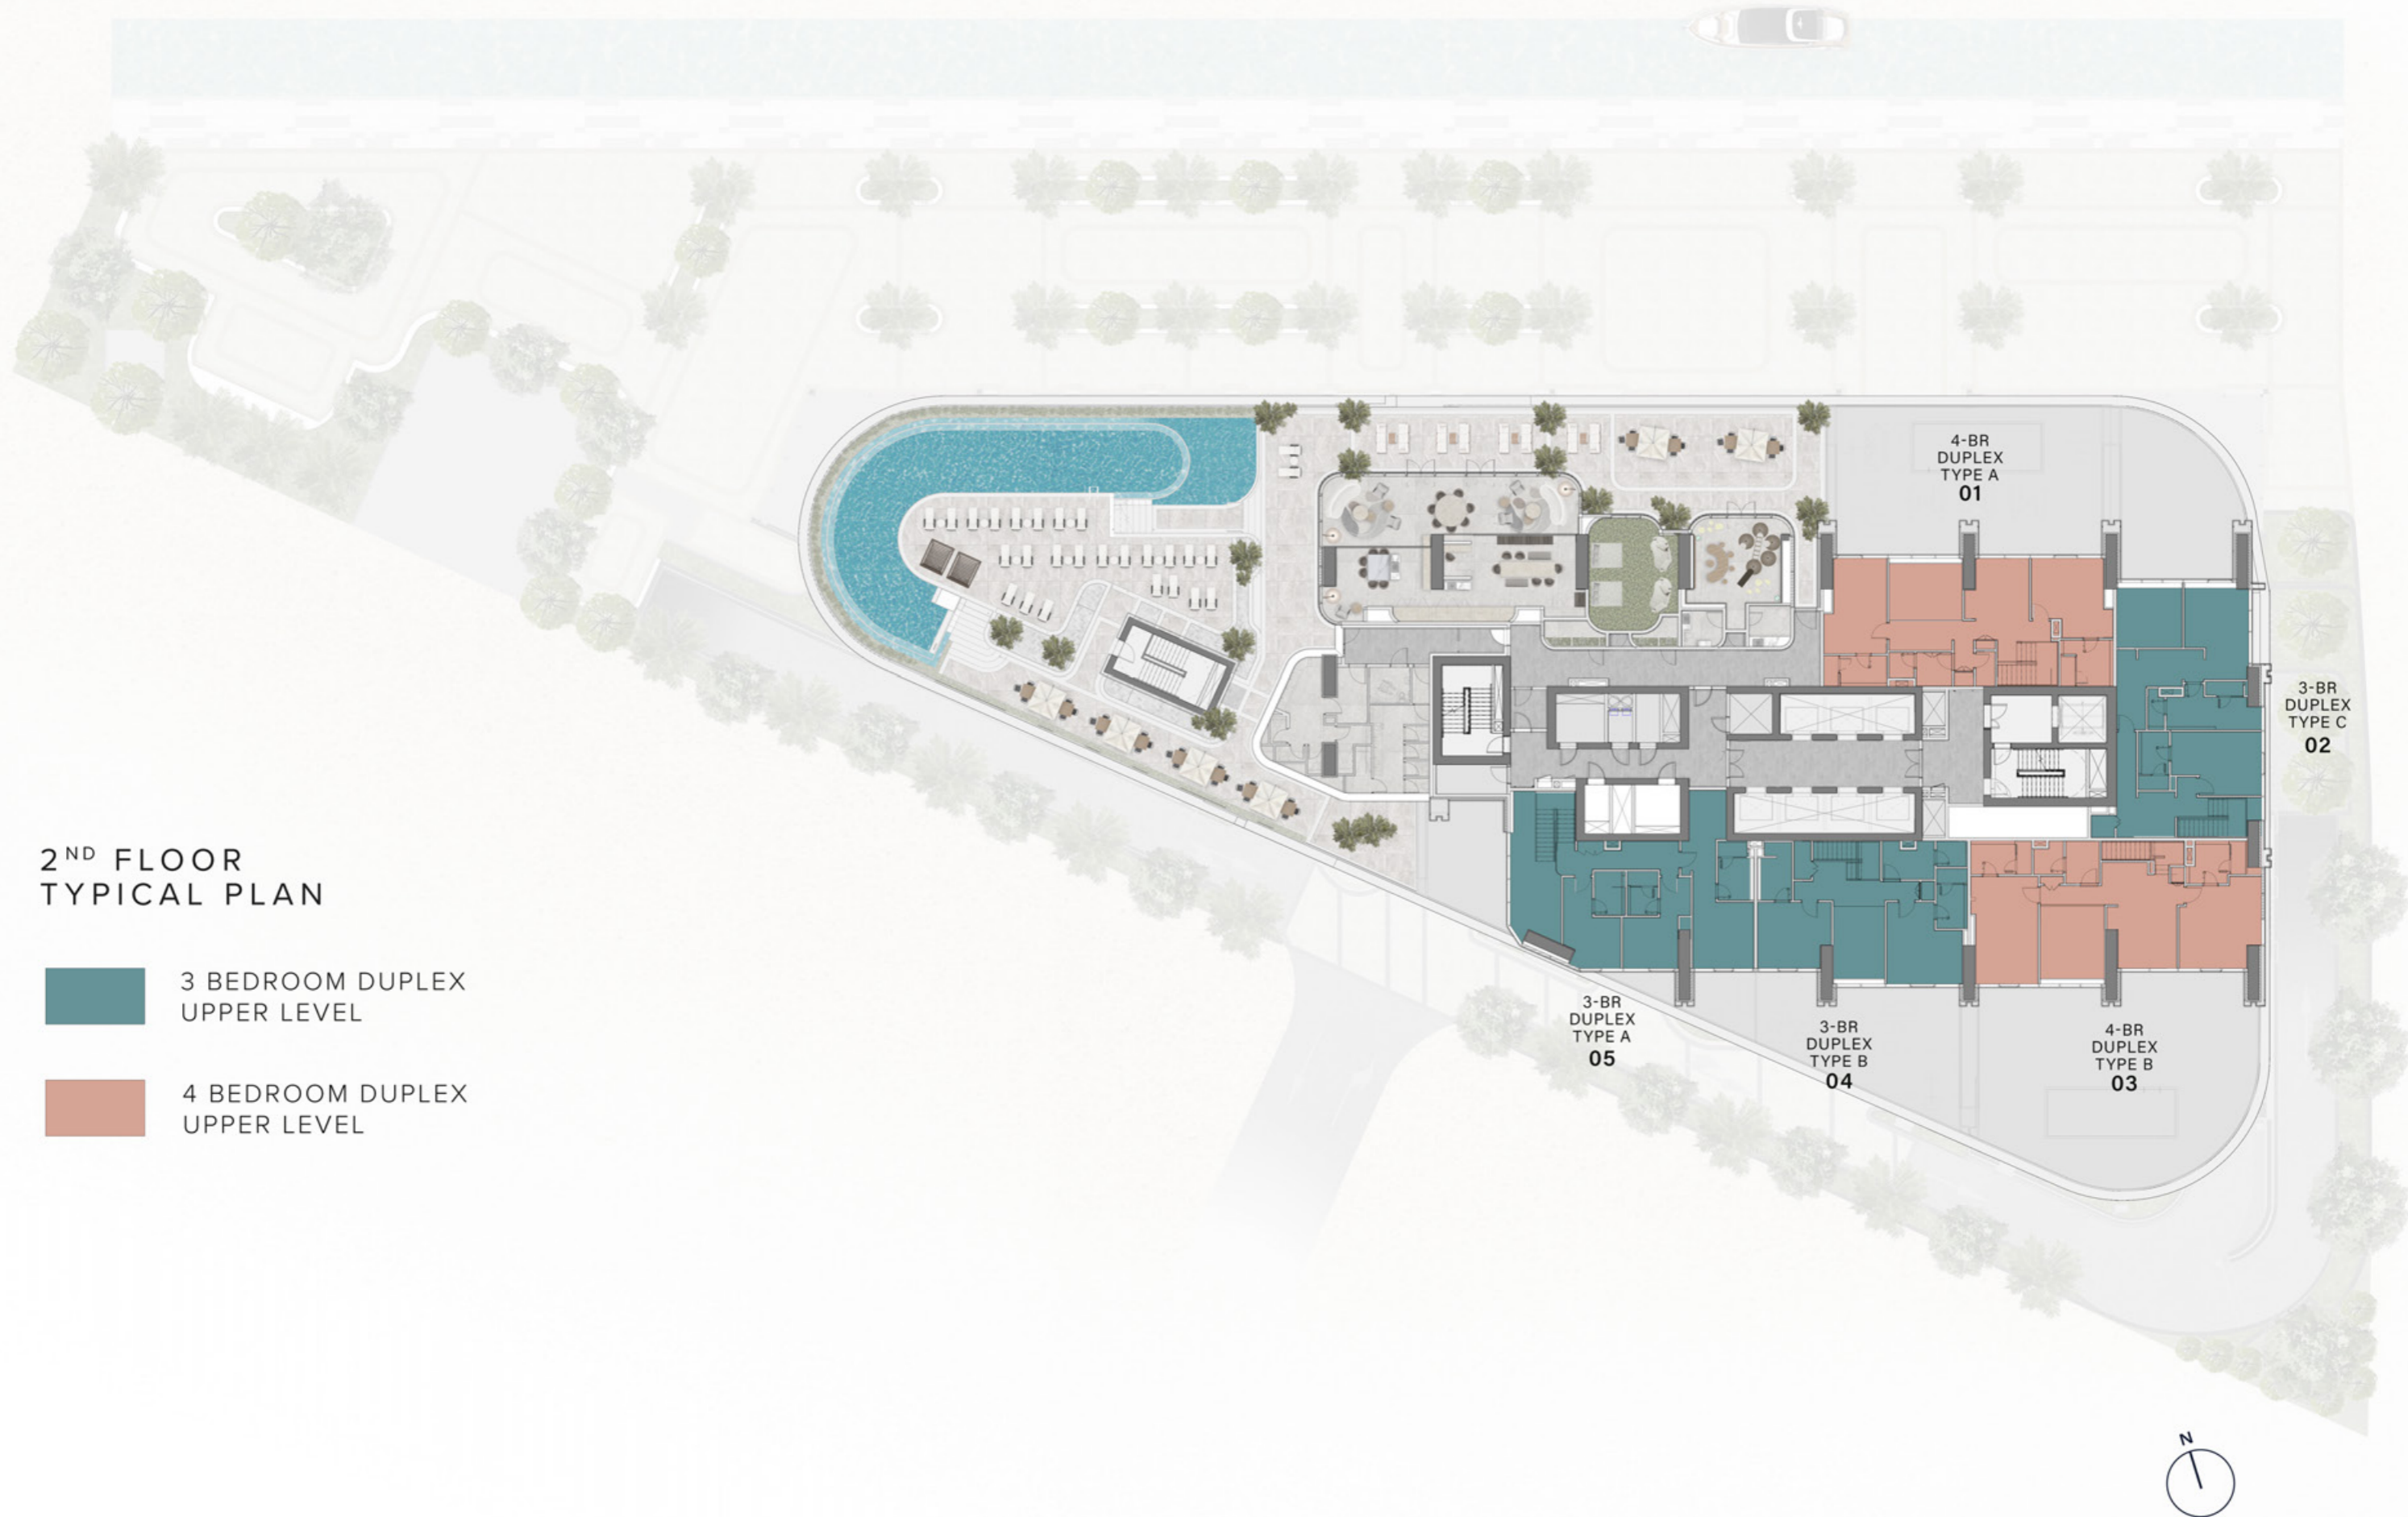 4-BR
DUPLEX
TYPE A
01
3-BR
DUPLEX
TYPE C
02
2ND FLOOR
TYPICAL PLAN
3 BEDROOM DUPLEX
UPPER LEVEL
4 BEDROOM DUPLEX
UPPER LEVEL
3-BR
DUPLEX
TYPE A
05
3-BR
DUPLEX
TYPE B
04
4-BR
DUPLEX
TYPE B
03
N